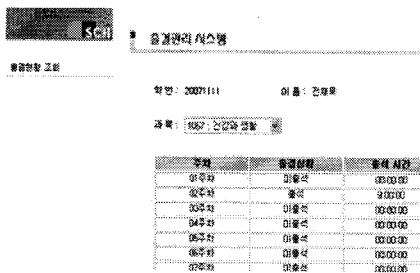 SCH
출결관리 시스템
출결현황 조회
학 번 : 20071111 이 름 :
과 목 : 1067 : 건강과 생활
주차 출결상황 출석 시간
01주차 미출석 00:00:00
02주차 출석 9:00:00
03주차 미출석 00:00:00
04주차 미출석 00:00:00
05주차 미출석 00:00:00
06주차 미출석 00:00:00
07주차 미출석 00:00:00